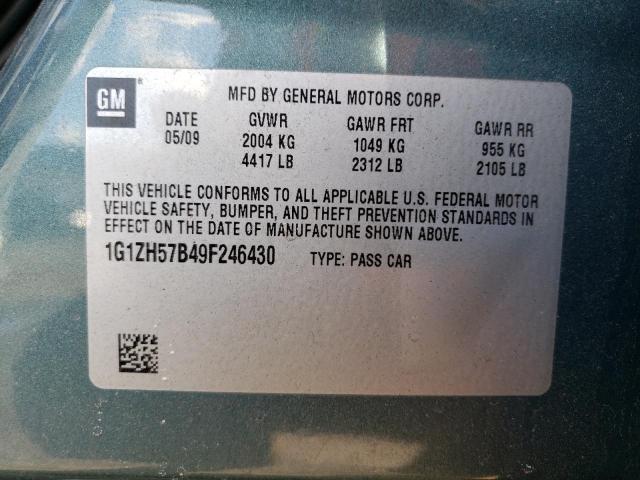 GM
MFD BY GENERAL MOTORS CORP.
DATE GVWR GAWR FRT GAWR RR
05/09 2004 KG 1049 KG 955 KG
4417 LB 2312 LB 2105 LB
THIS VEHICLE CONFORMS TO ALL APPLICABLE U.S. FEDERAL MOTOR
VEHICLE SAFETY, BUMPER, AND THEFT PREVENTION STANDARDS IN
EFFECT ON THE DATE OF MANUFACTURE SHOWN ABOVE.
1G1ZH57B49F246430 TYPE: PASS CAR